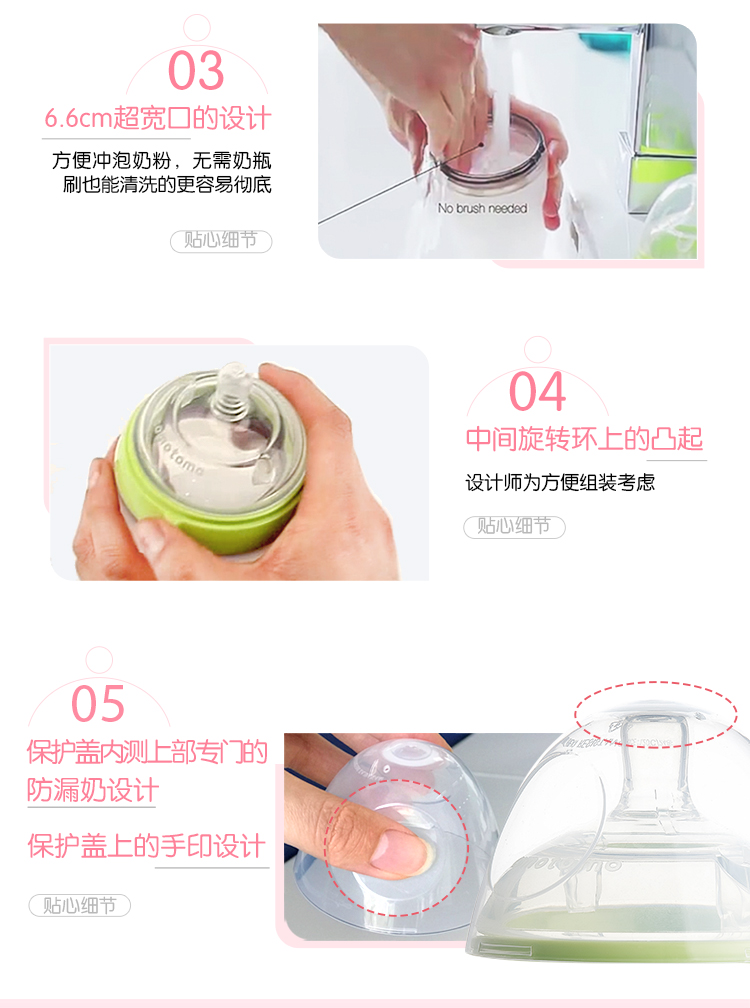 03
6.6cm超宽口的设计
方便冲泡奶粉，无需奶瓶
刷也能清洗的更容易彻底
贴心细节
No brush needed
04
中间旋转环上的凸起
设计师为方便组装考虑
贴心细节
omotomo
05
保护盖内测上部专门的
防漏奶设计
保护盖上的手印设计
贴心细节